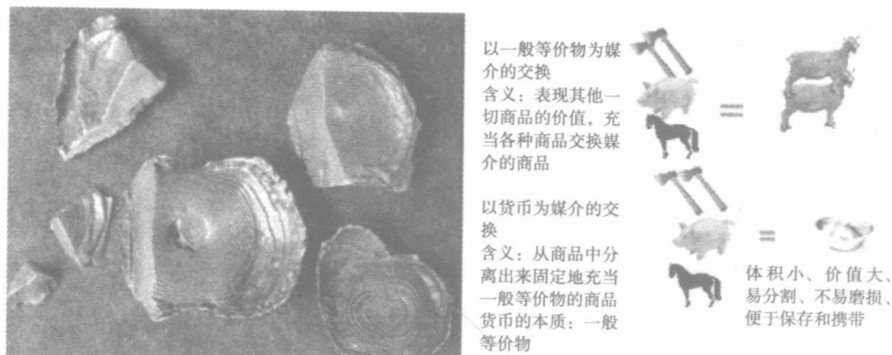 以一般等价物为媒
介的交换
含义：表现其他一
切商品的价值，充
当各种商品交换媒
介的商品
以货币为媒介的交
换
含义：从商品中分
离出来固定地充当
一般等价物的商品
货币的本质：一般
等价物
体积小、价值大、
易分割、不易磨损、
便于保存和携带